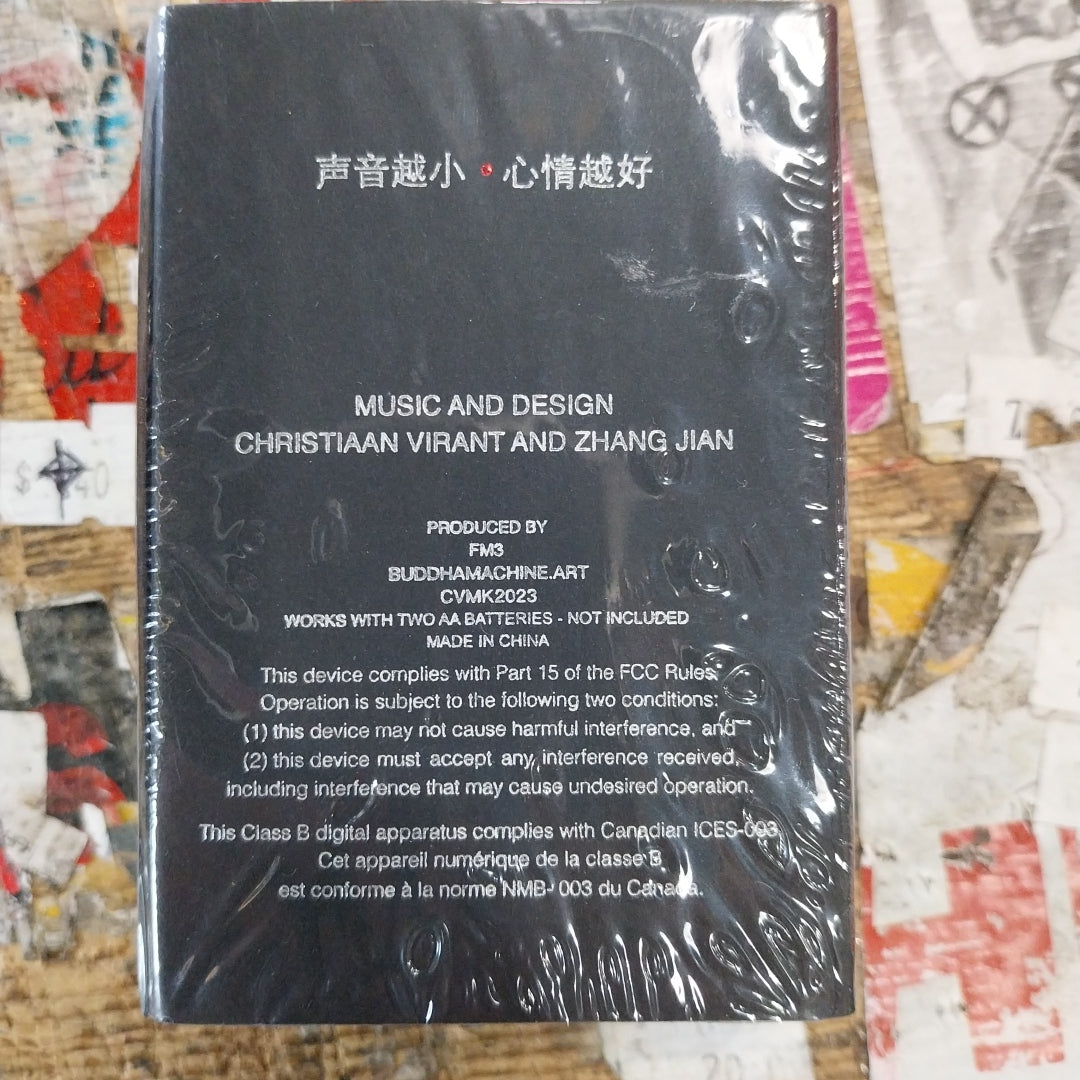 声音越小·心情越好
MUSIC AND DESIGN
CHRISTIAAN VIRANT AND ZHANG JIAN
PRODUCED BY
FM3
BUDDHAMACHINE.ART
CVMK2023
WORKS WITH TWO AA BATTERIES - NOT INCLUDED
MADE IN CHINA
This device complies with Part 15 of the FCC Rules.
Operation is subject to the following two conditions:
(1) this device may not cause harmful interference, and
(2) this device must accept any interference received,
including interference that may cause undesired operation.
This Class B digital apparatus complies with Canadian ICES-003.
Cet appareil numérique de la classe B
est conforme à la norme NMB- 003 du Canada.